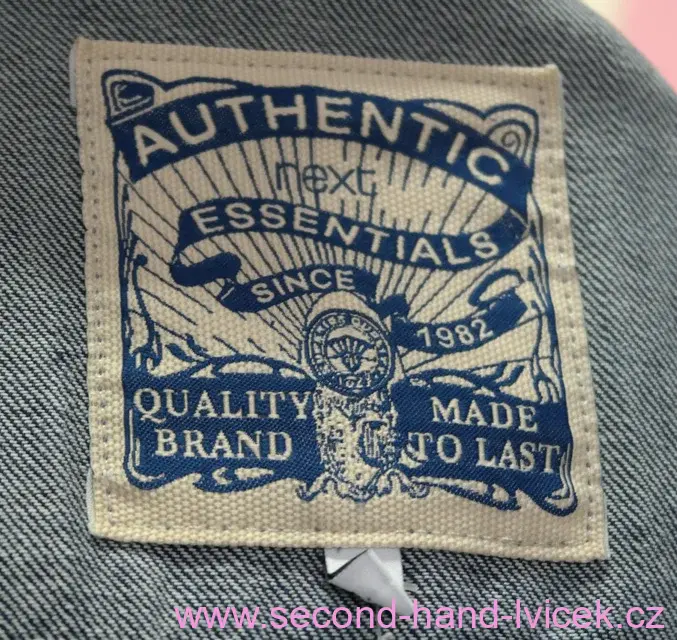 AUTHENTIC
next
ESSENTIALS
SINCE
1982
QUALITY
BRAND
MADE
TO LAST
www.second-hand-lvicek.cz